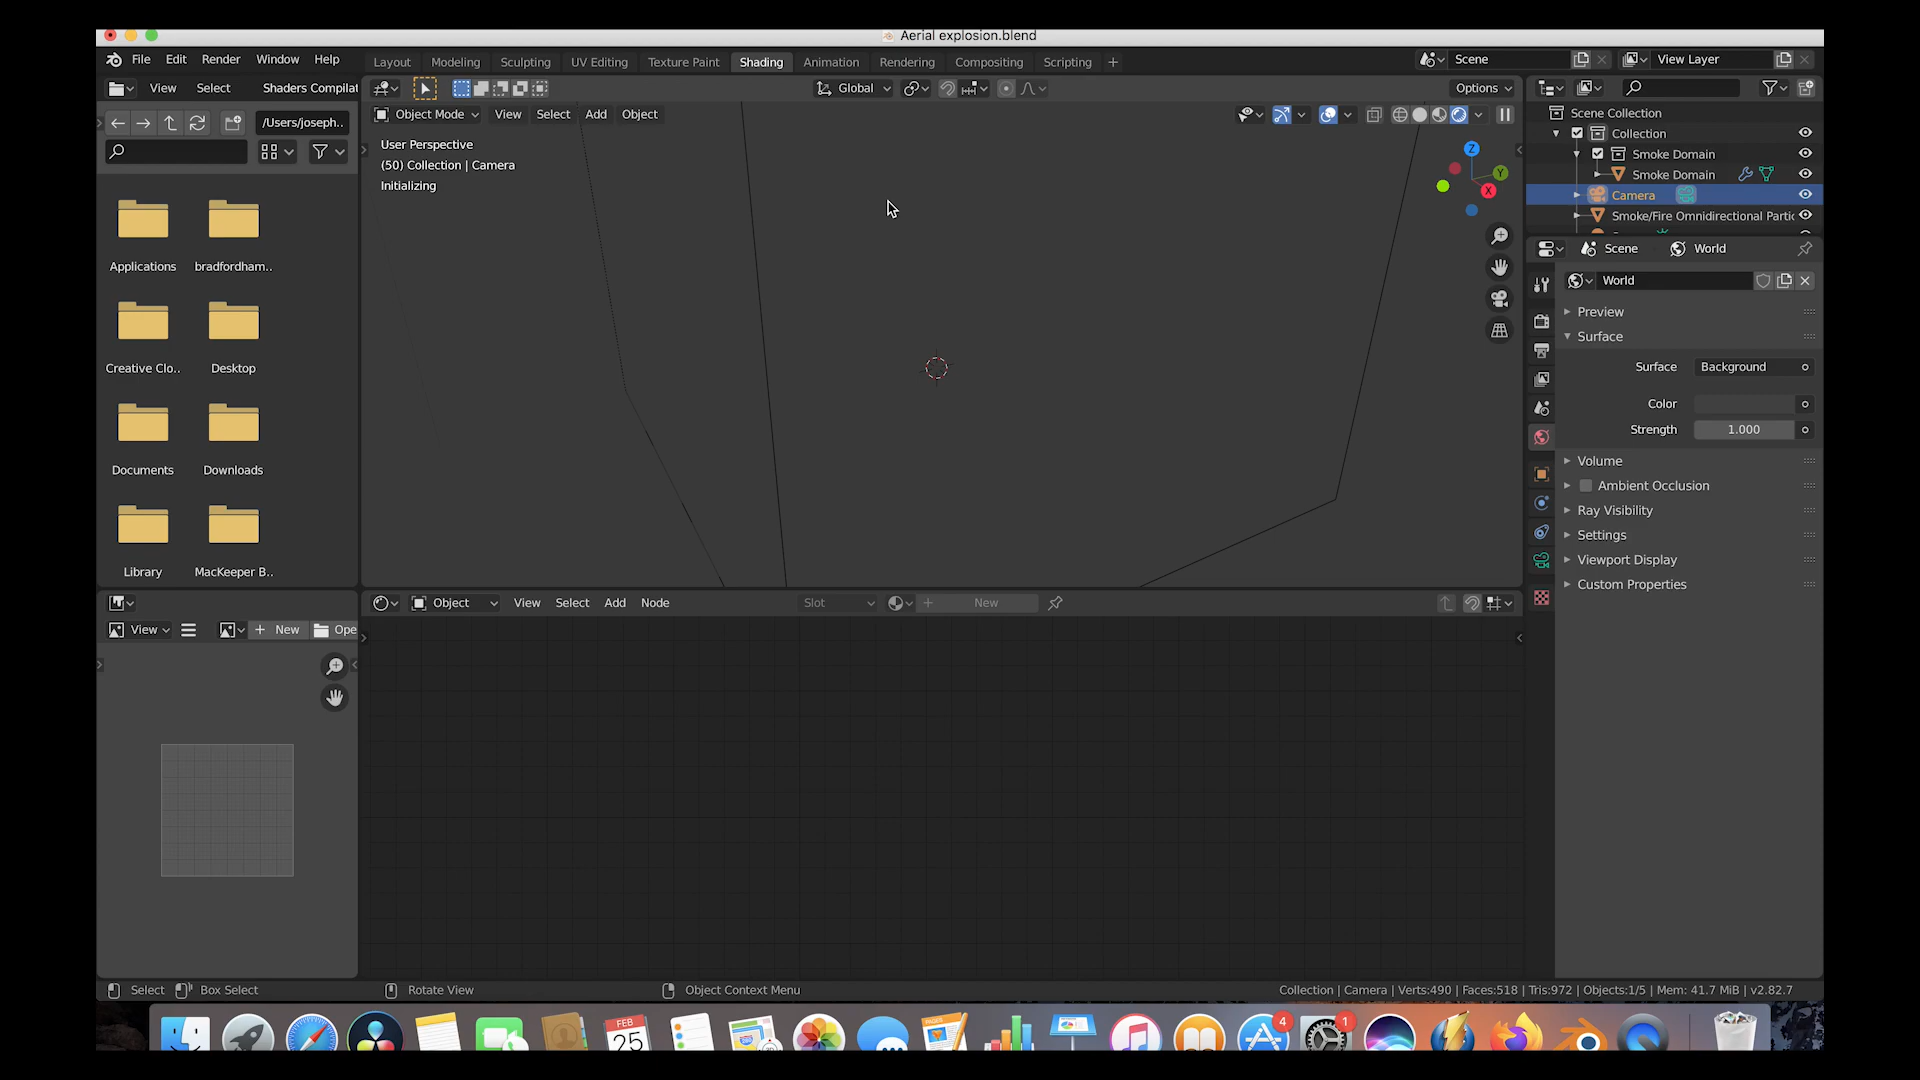 Aerial explosion.blend
File Edit Render Window Help
Layout Modeling Sculpting UV Editing Texture Paint Shading Animation Rendering Compositing Scripting +
Scene
View Layer
View Select Shaders Compilat
Global
Options
/Users/joseph..
Object Mode View Select Add Object
User Perspective
(50) Collection | Camera
Initializing
Applications
bradfordham..
Creative Clo..
Desktop
Documents
Downloads
Library
MacKeeper B..
Z
Y
X
Scene Collection
Collection
Smoke Domain
Smoke Domain
Camera
Smoke/Fire Omnidirectional Partic
Scene World
World
Preview
Surface
Surface Background
Color
Strength 1.000
Volume
Ambient Occlusion
Ray Visibility
Settings
Viewport Display
Custom Properties
View + New Ope
Object View Select Add Node Slot + New
Select Box Select Rotate View Object Context Menu
Collection | Camera | Verts:490 | Faces:518 | Tris:972 | Objects:1/5 | Mem: 41.7 MiB | v2.82.7
FEB
25
4
1